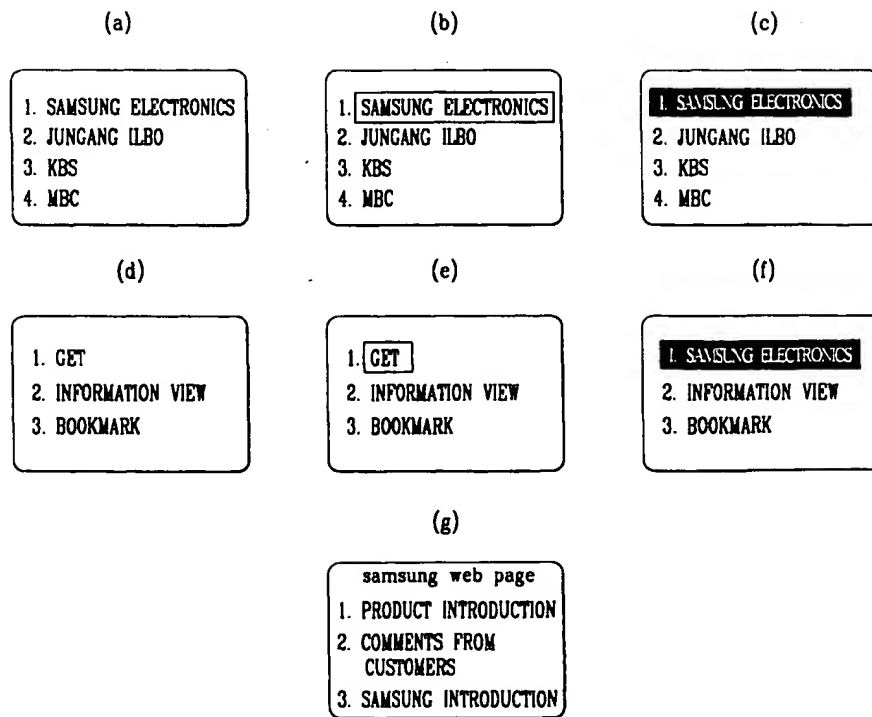 (a)
(b)
(c)
1. SAMSUNG ELECTRONICS
2. JUNGANG ILBO
3. KBS
4. MBC
1. SAMSUNG ELECTRONICS
2. JUNGANG ILBO
3. KBS
4. MBC
1. SAMSUNG ELECTRONICS
2. JUNGANG ILBO
3. KBS
4. MBC
(d)
(e)
(f)
1. GET
2. INFORMATION VIEW
3. BOOKMARK
1. GET
2. INFORMATION VIEW
3. BOOKMARK
1. SAMSUNG ELECTRONICS
2. INFORMATION VIEW
3. BOOKMARK
(g)
samsung web page
1. PRODUCT INTRODUCTION
2. COMMENTS FROM
CUSTOMERS
3. SAMSUNG INTRODUCTION